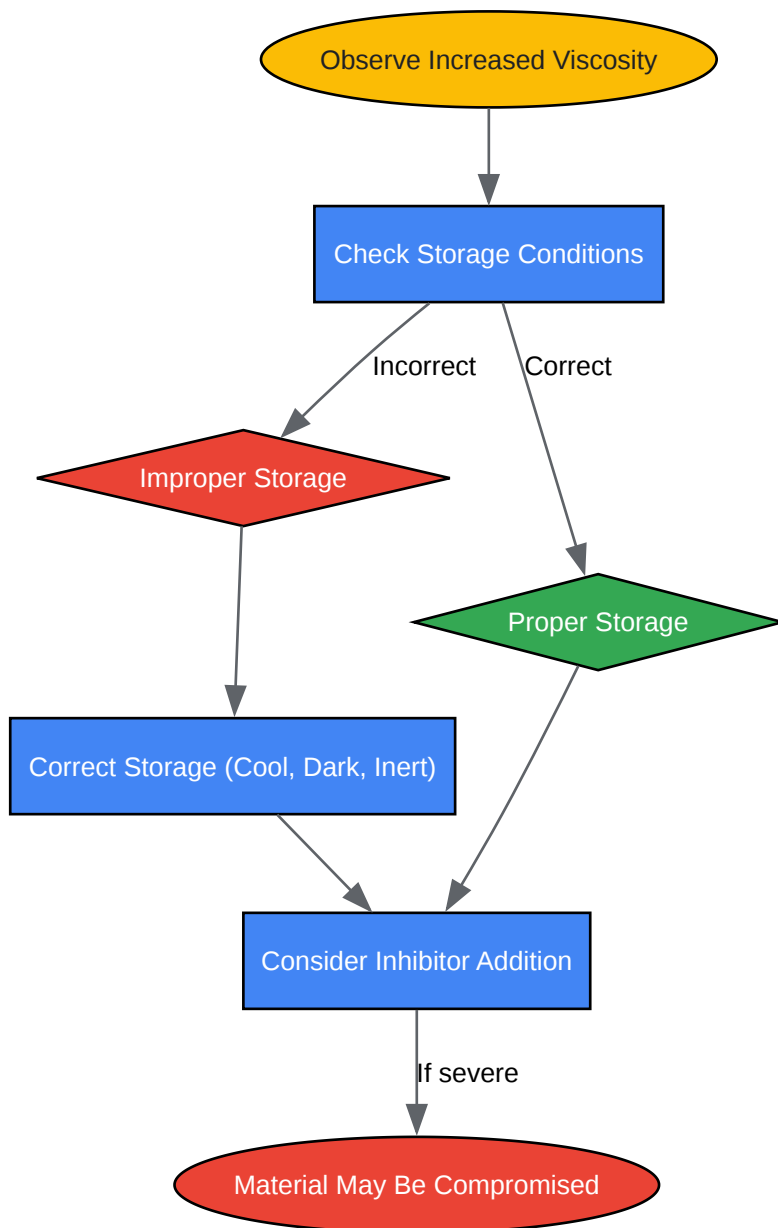 Observe Increased Viscosity
Check Storage Conditions
Incorrect
Correct
Improper Storage
Proper Storage
Correct Storage (Cool, Dark, Inert)
Consider Inhibitor Addition
If severe
Material May Be Compromised